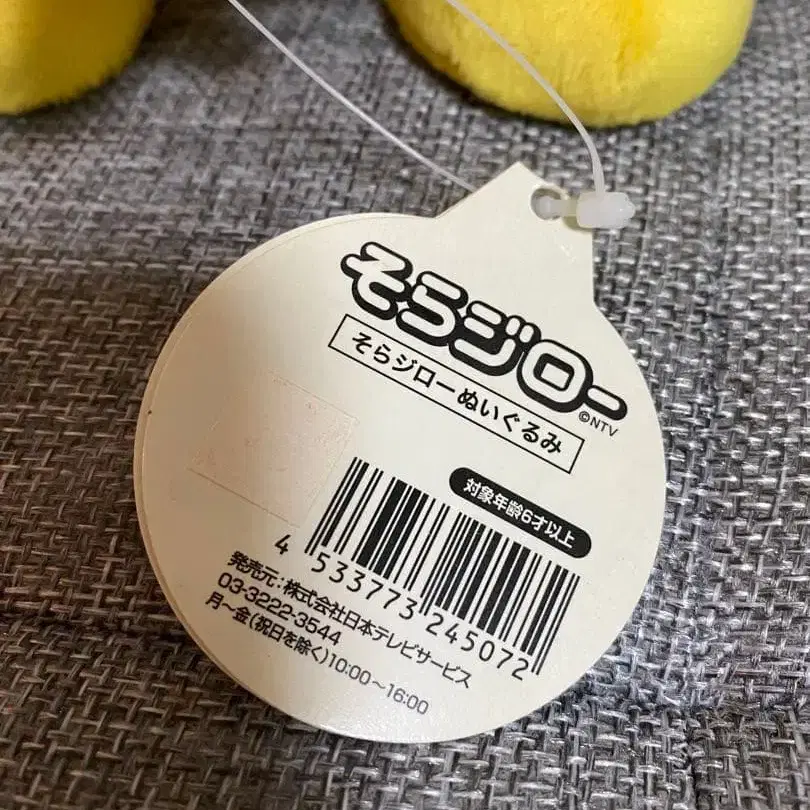 そらジロー
©NTV
そらジローぬいぐるみ
対象年齢6才以上
4 533773 245072
発売元:株式会社日本テレビサービス
03-3222-3544
月〜金(祝日を除く)10:00〜16:00